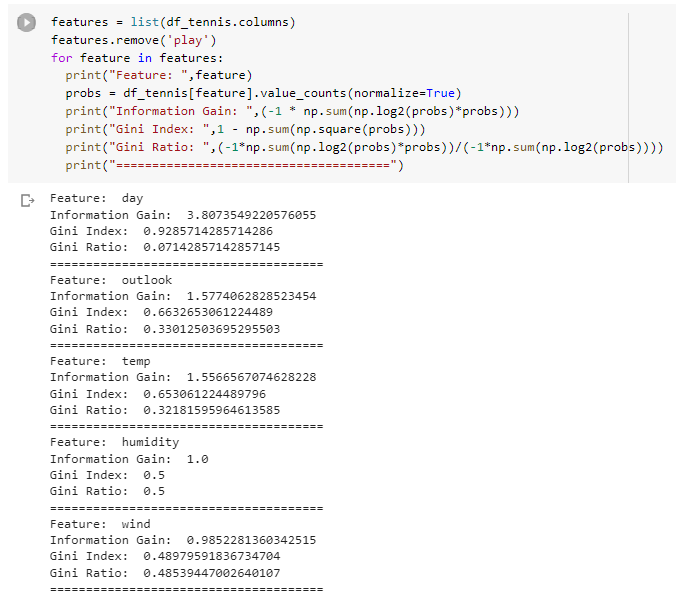 features = list(df_tennis.columns)
features.remove('play')
for feature in features:
  print("Feature: ",feature)
  probs = df_tennis[feature].value_counts(normalize=True)
  print("Information Gain: ",(-1 * np.sum(np.log2(probs)*probs)))
  print("Gini Index: ",1 - np.sum(np.square(probs)))
  print("Gini Ratio: ",(-1*np.sum(np.log2(probs)*probs))/(-1*np.sum(np.log2(probs))))
  print("======================================")
Feature:  day
Information Gain:  3.8073549220576055
Gini Index:  0.9285714285714286
Gini Ratio:  0.07142857142857145
======================================
Feature:  outlook
Information Gain:  1.5774062828523454
Gini Index:  0.6632653061224489
Gini Ratio:  0.33012503695295503
======================================
Feature:  temp
Information Gain:  1.5566567074628228
Gini Index:  0.653061224489796
Gini Ratio:  0.32181595964613585
======================================
Feature:  humidity
Information Gain:  1.0
Gini Index:  0.5
Gini Ratio:  0.5
======================================
Feature:  wind
Information Gain:  0.9852281360342515
Gini Index:  0.48979591836734704
Gini Ratio:  0.48539447002640107
======================================